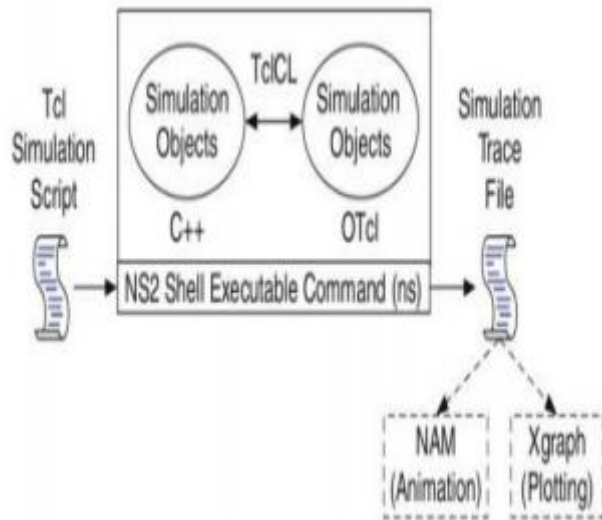 Tcl
Simulation
Script
Simulation
Objects
TclCL
Simulation
Objects
C++
OTcl
NS2 Shell Executable Command (ns)
Simulation
Trace
File
NAM
(Animation)
Xgraph
(Plotting)